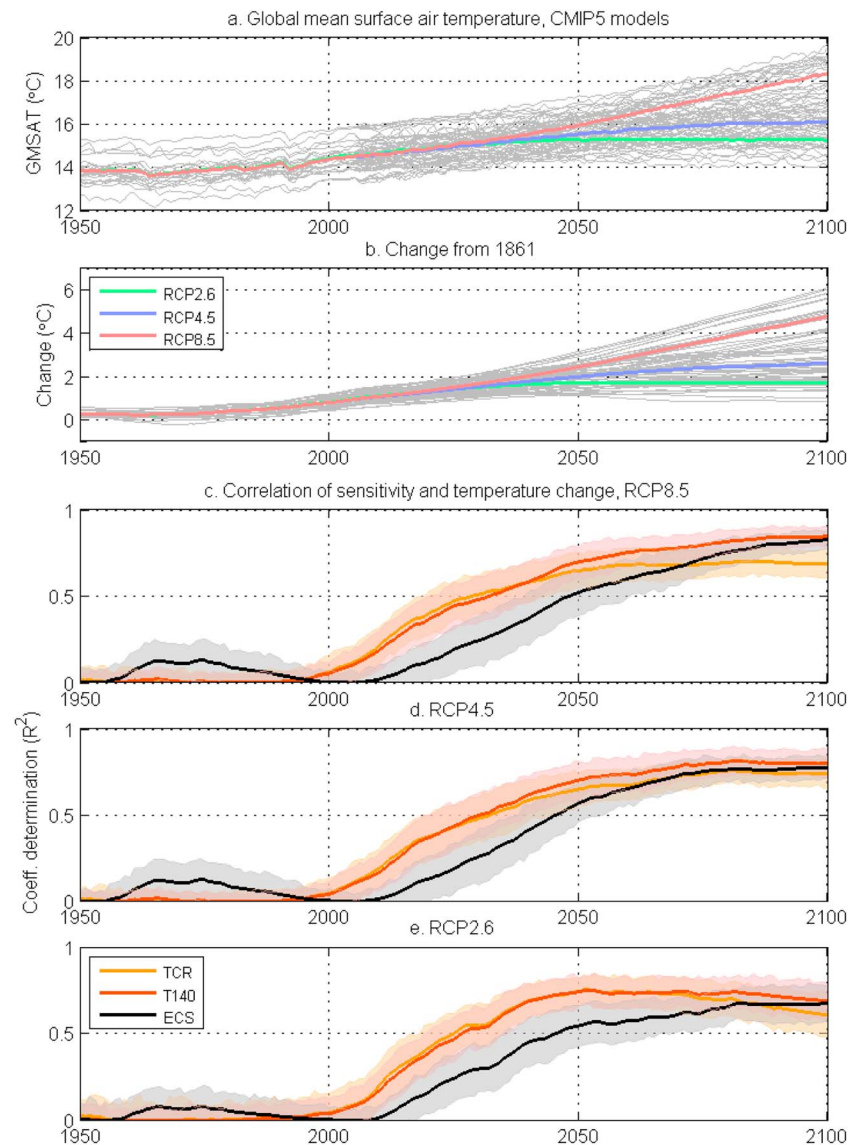 a. Global mean surface air temperature, CMIP5 models
20
18
16
14
12
GMSAT (°C)
1950 2000 2050 2100
b. Change from 1861
6
4
2
0
Change (°C)
RCP2.6
RCP4.5
RCP8.5
1950 2000 2050 2100
c. Correlation of sensitivity and temperature change, RCP8.5
1
0.5
0
1950 2000 2050 2100
d. RCP4.5
1
0.5
0
Coeff. determination (R²)
1950 2000 2050 2100
e. RCP2.6
1
0.5
0
TCR
T140
ECS
1950 2000 2050 2100